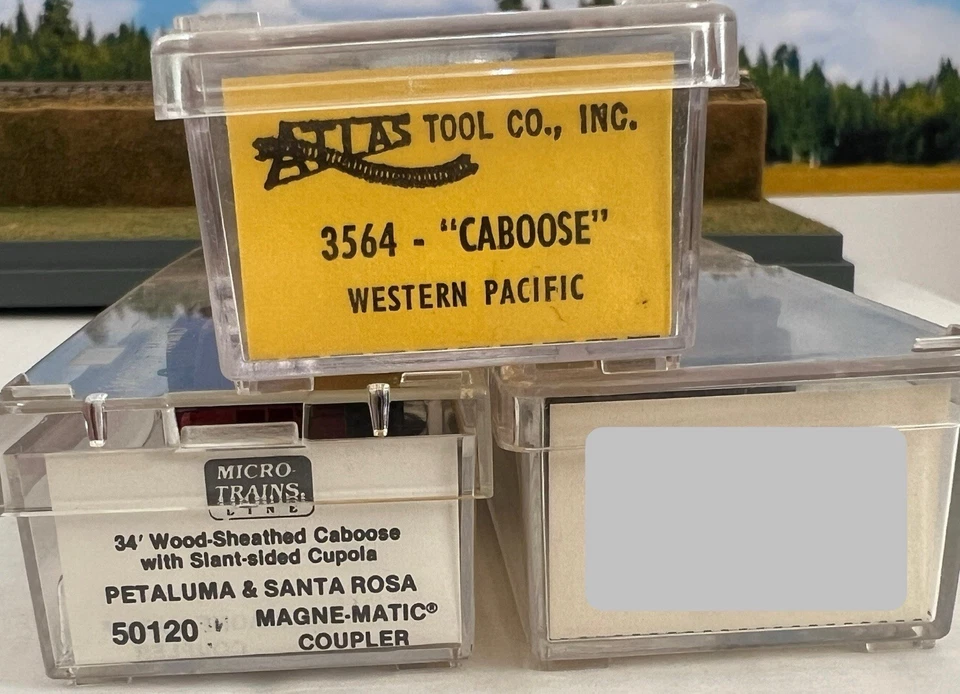 ATLAS TOOL CO., INC.
3564 - "CABOOSE"
WESTERN PACIFIC
MICRO-
TRAINS®
LINE
34' Wood-Sheathed Caboose
with Slant-sided Cupola
PETALUMA & SANTA ROSA
50120 MAGNE-MATIC®
COUPLER